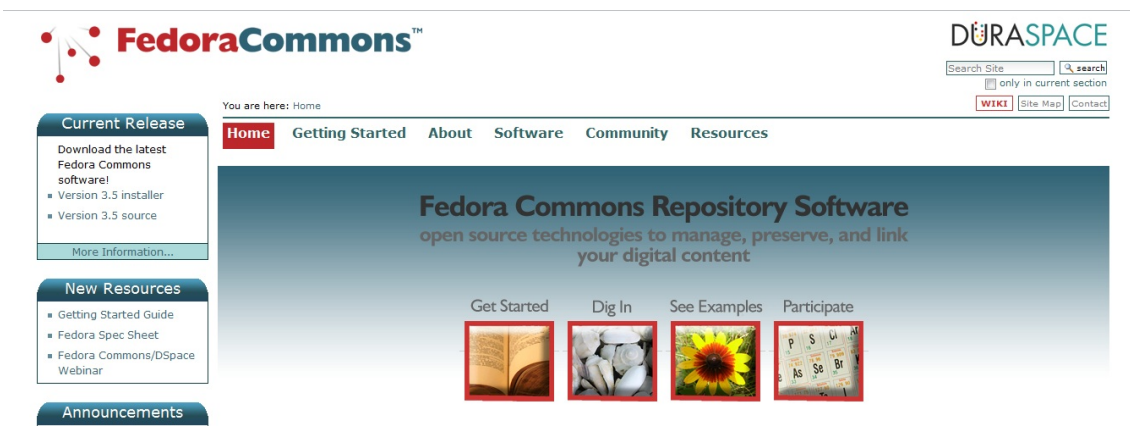 FedoraCommons™
DURASPACE
Search Site
search
only in current section
You are here: Home
WIKI Site Map Contact
Home Getting Started About Software Community Resources
Current Release
Download the latest
Fedora Commons
software!
Version 3.5 installer
Version 3.5 source
More Information...
New Resources
Getting Started Guide
Fedora Spec Sheet
Fedora Commons/DSpace
Webinar
Announcements
Fedora Commons Repository Software
open source technologies to manage, preserve, and link
your digital content
Get Started Dig In See Examples Participate
P S Cl
As Se Br